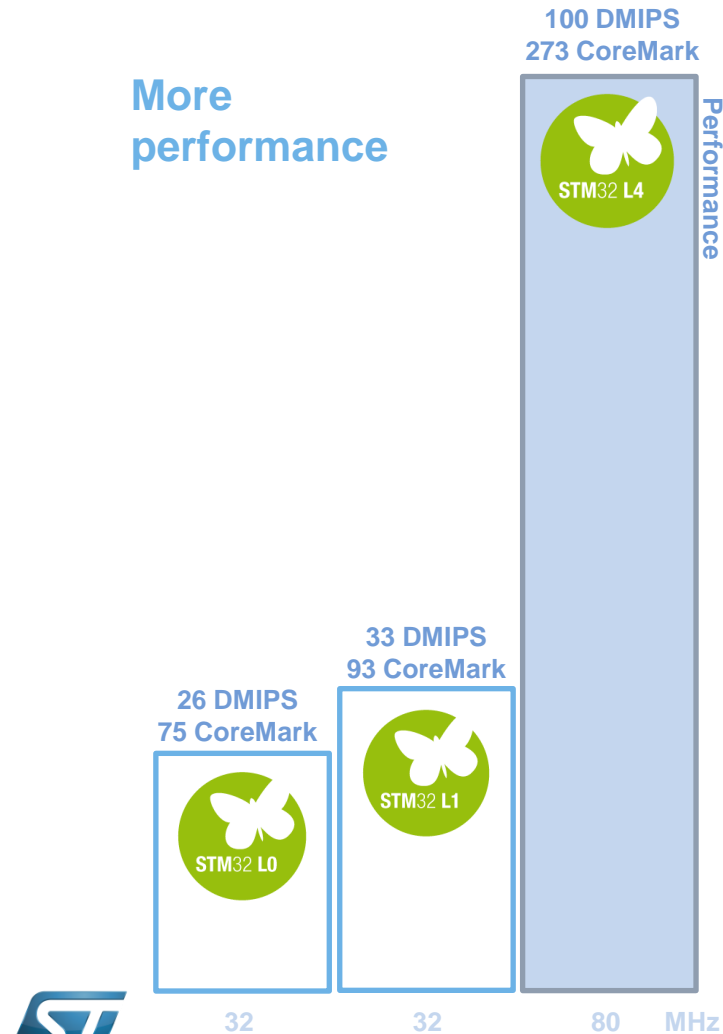 100 DMIPS
273 CoreMark
More
performance
Performance
STM32 L4
33 DMIPS
93 CoreMark
26 DMIPS
75 CoreMark
STM32 L1
STM32 L0
ST
32 32 80 MHz